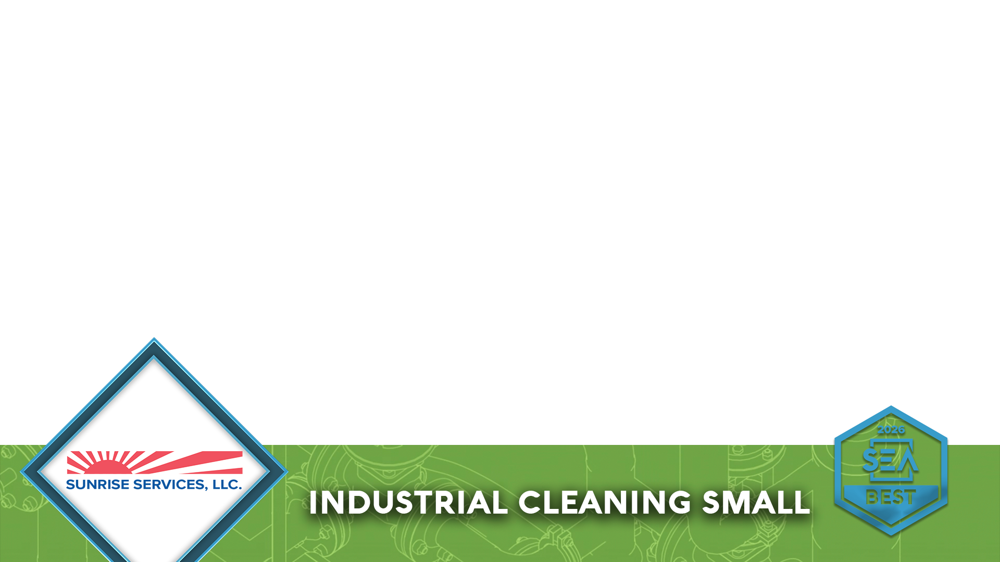 SUNRISE SERVICES, LLC.
INDUSTRIAL CLEANING SMALL
2026
SEA
BEST